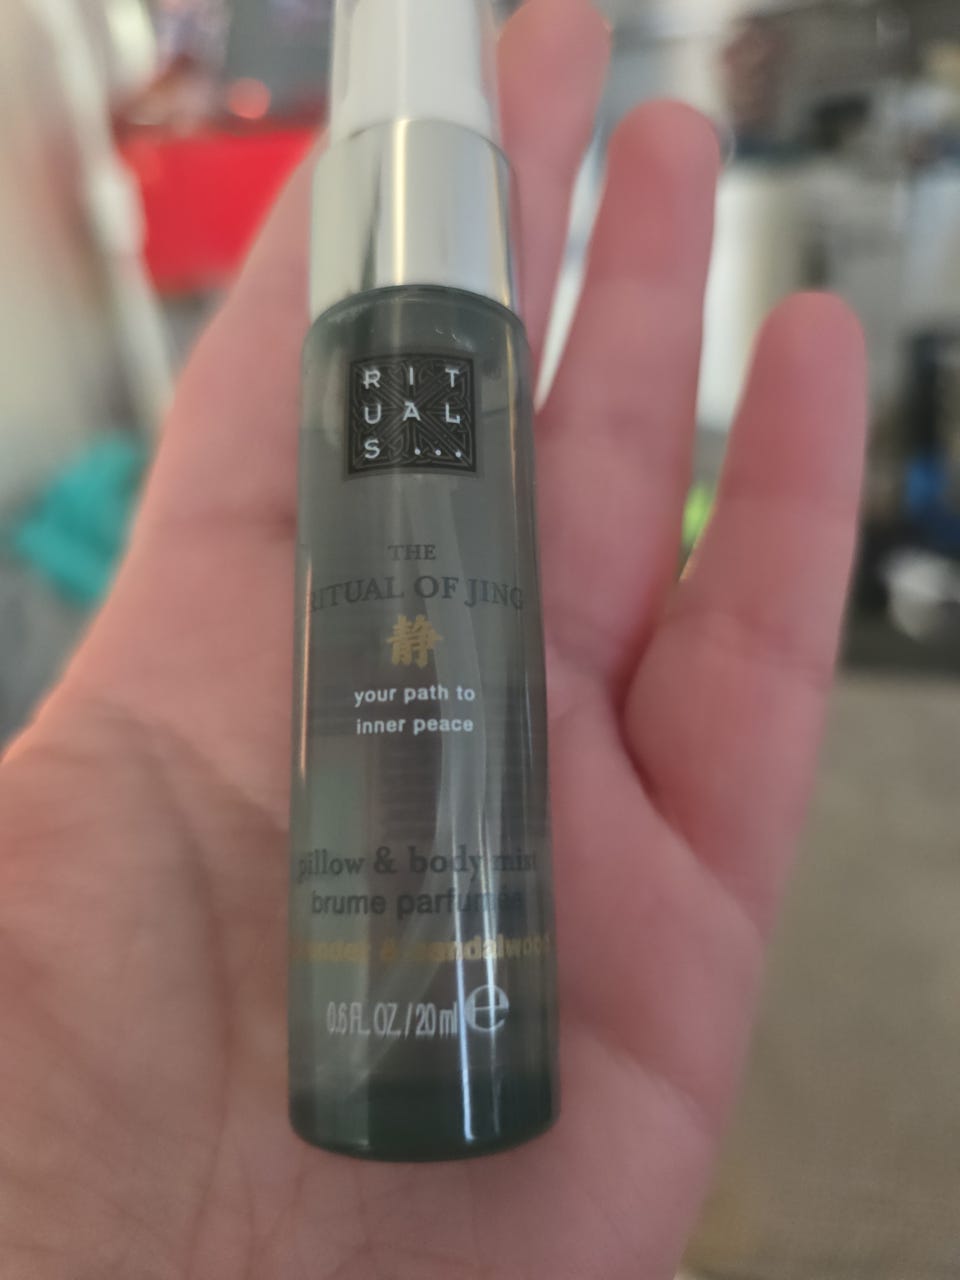 R I T
U A L
S . . .
THE
RITUAL OF JING
静
your path to
inner peace
pillow & body mist
brume parfumée
& sandalwood
0.6 FL. OZ. / 20 ml ℮